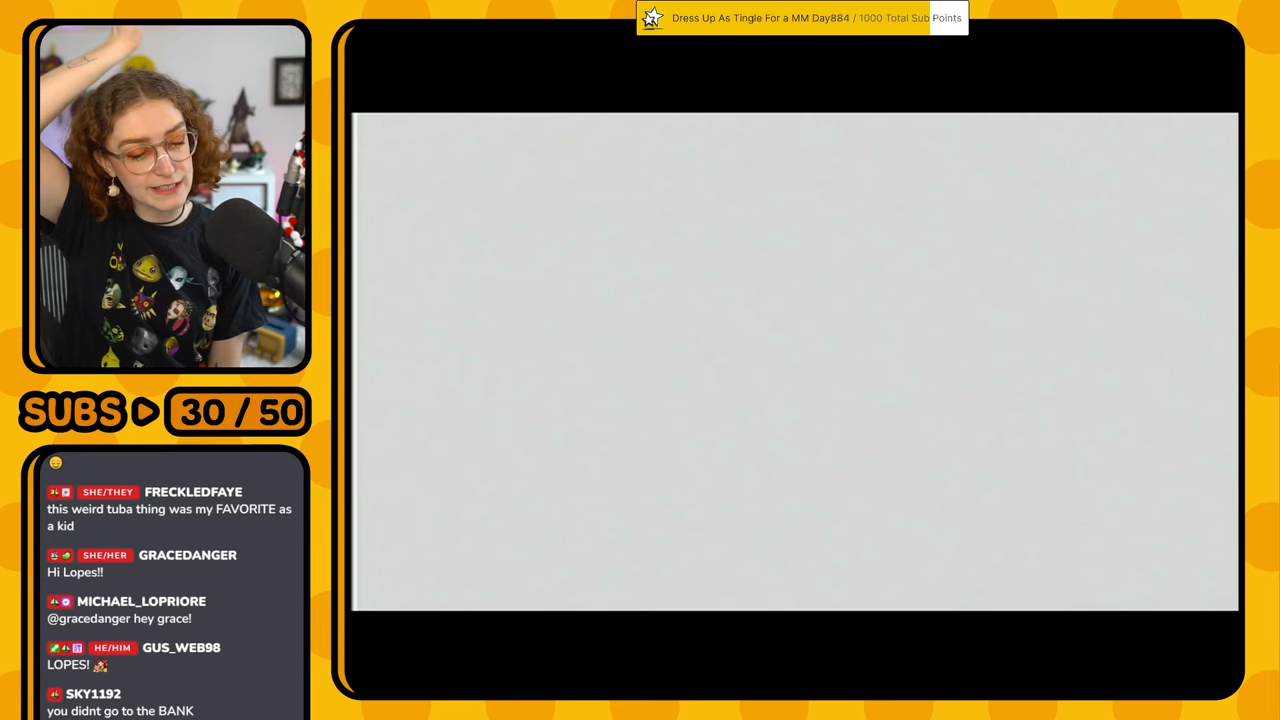 Dress Up As Tingle For a MM Day884 / 1000 Total Sub Points
SUBS 30 / 50
SHE/THEY FRECKLEDFAYE
this weird tuba thing was my FAVORITE as
a kid
SHE/HER GRACEDANGER
Hi Lopes!!
MICHAEL_LOPRIORE
@gracedanger hey grace!
HE/HIM GUS_WEB98
LOPES!
SKY1192
you didnt go to the BANK